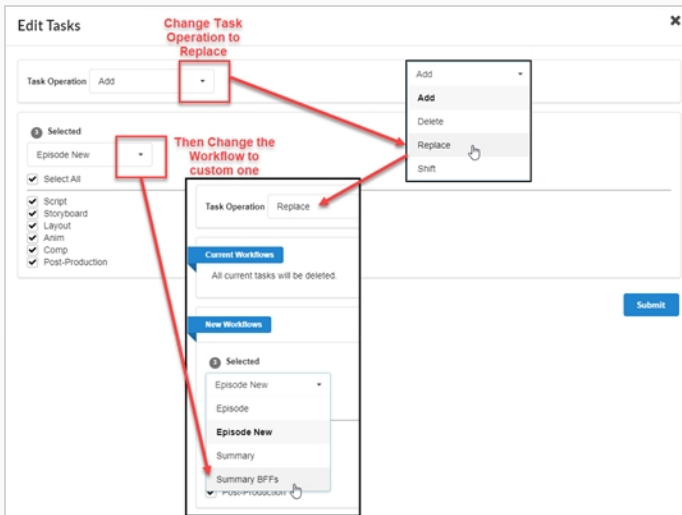 Edit Tasks
Change Task
Operation to
Replace
Task Operation Add
Add
Add
Delete
Replace
Shift
3 Selected
Episode New
Select All
Script
Storyboard
Layout
Anim
Comp
Post-Production
Then Change the
Workflow to
custom one
Task Operation Replace
Current Workflows
All current tasks will be deleted.
New Workflows
3 Selected
Episode New
Episode
Episode New
Summary
Summary BFFs
Post-Production
Submit